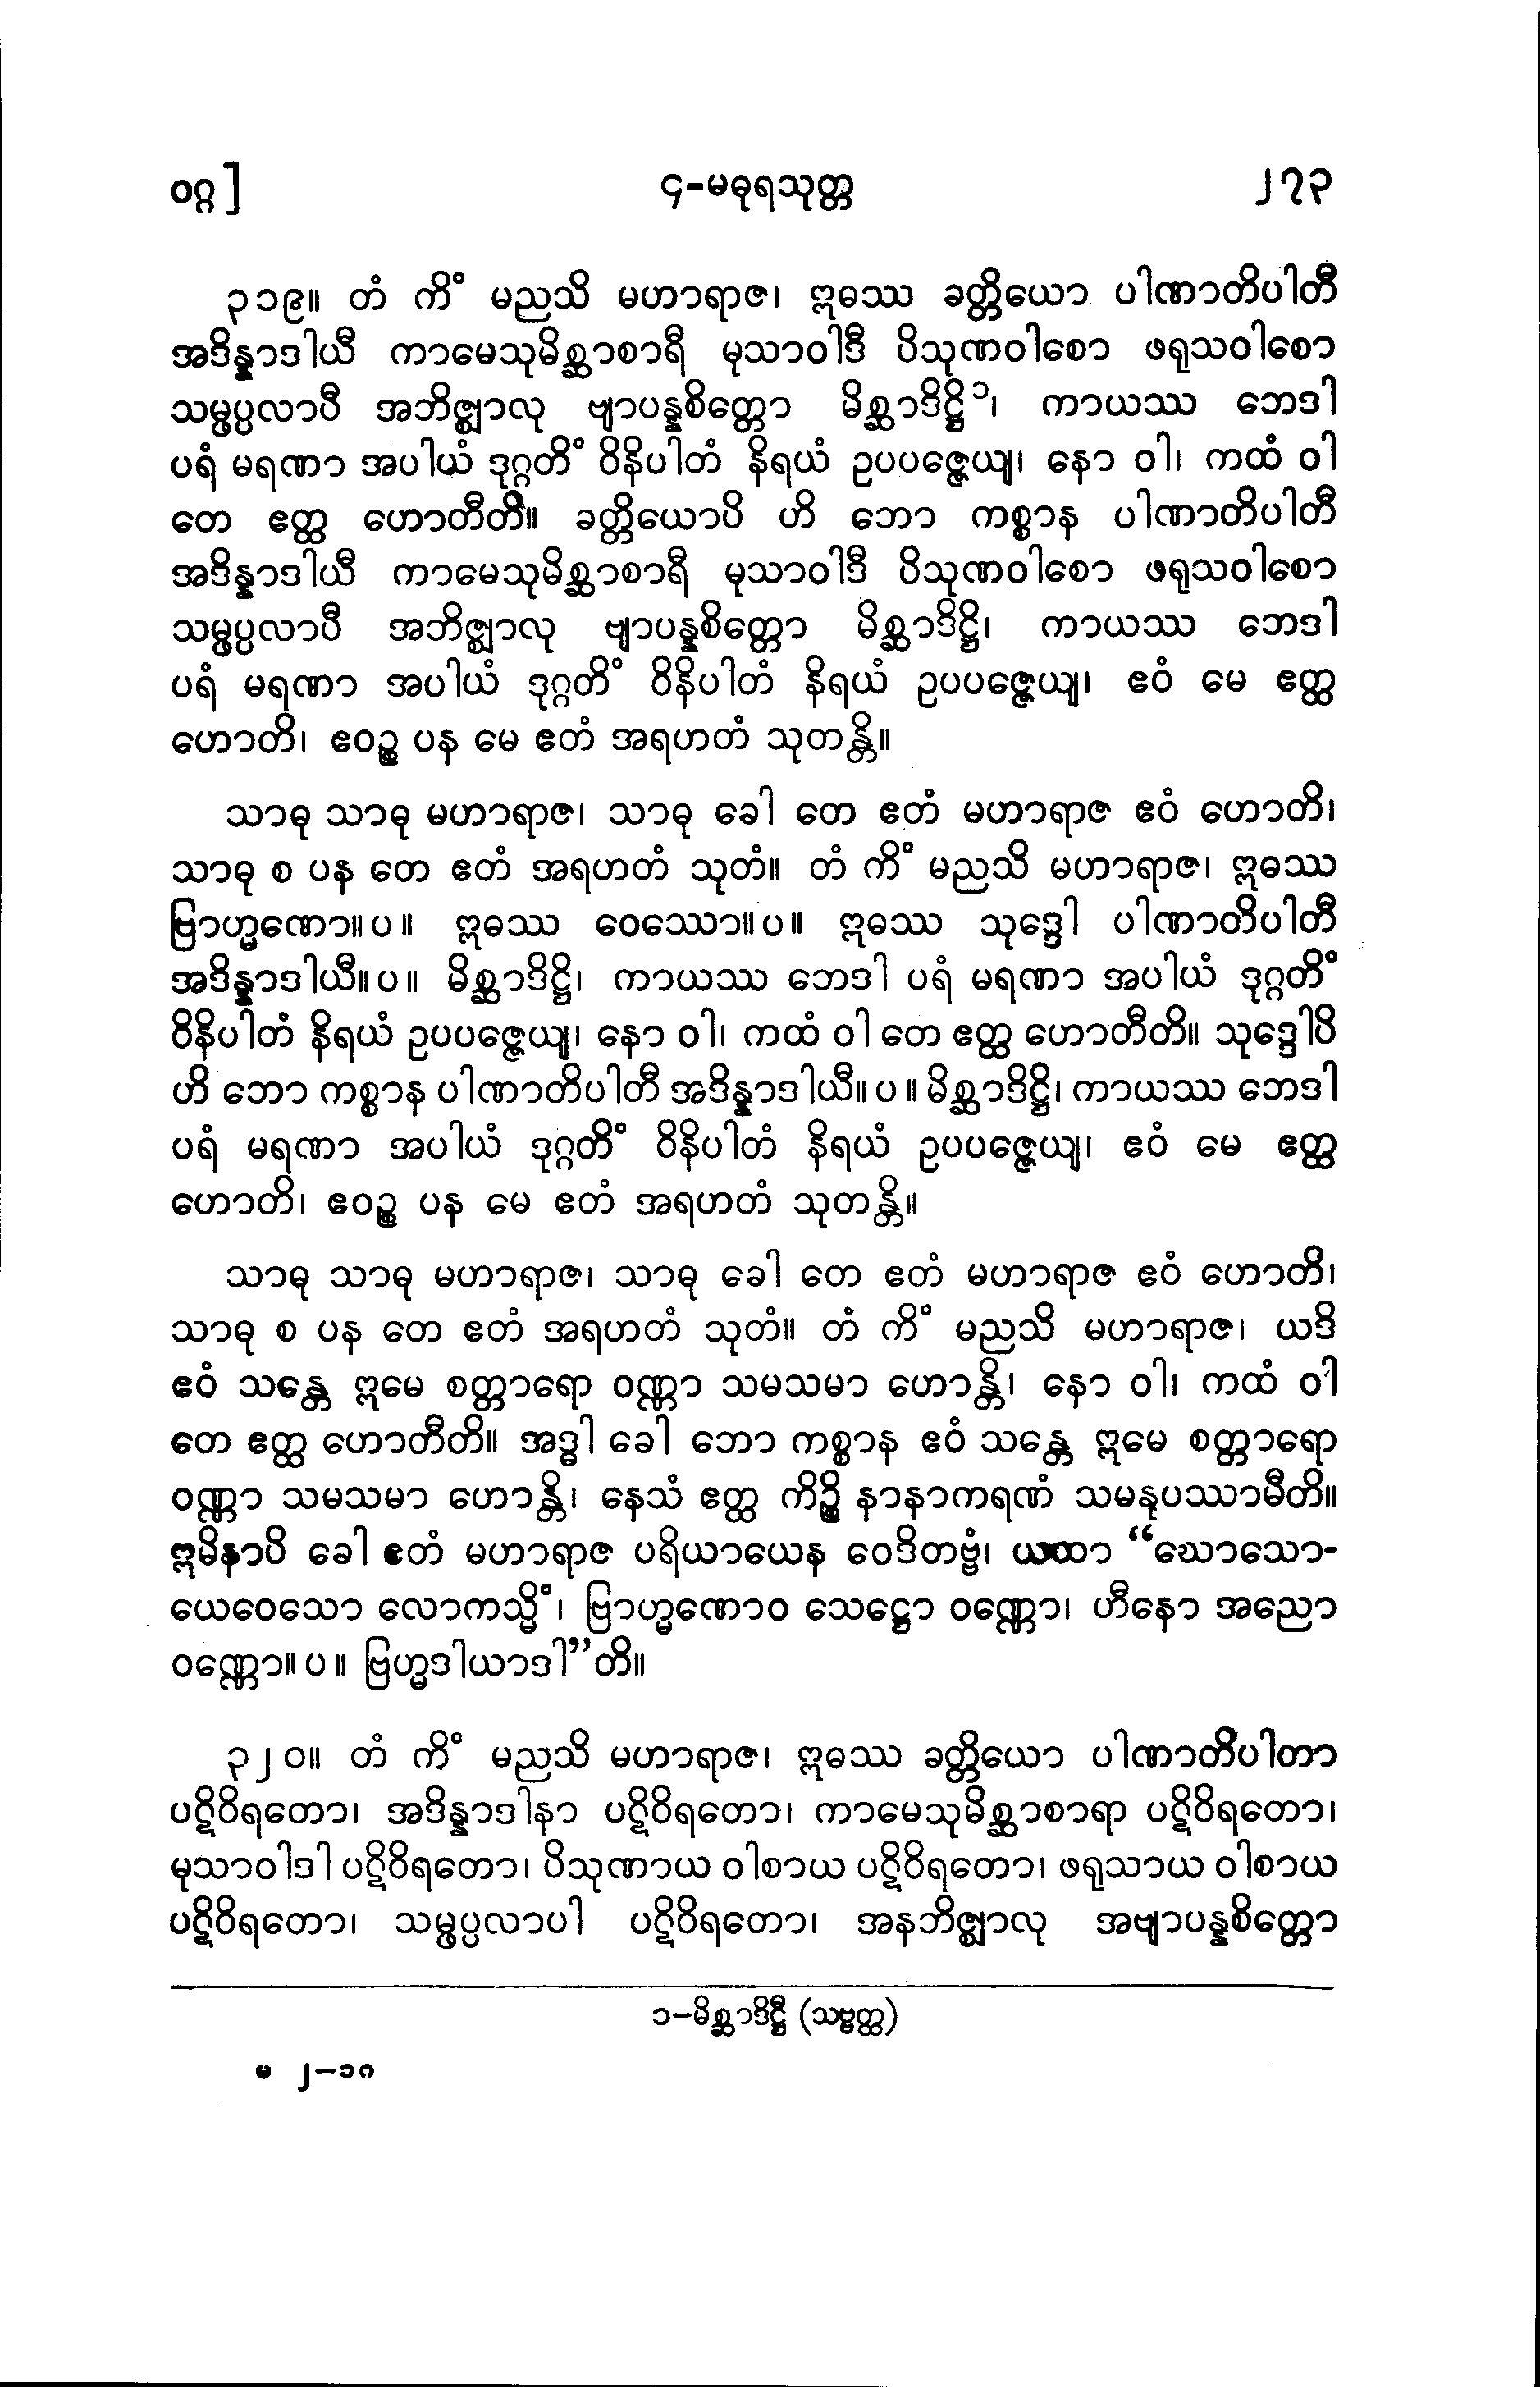 ဝဂ္ဂ]
၄-မဓုရသုတ္တ
၂၇၃
၃၁၉။ တံ ကိံ မညသိ မဟာရာဇ၊ ဣဓဿ ခတ္တိယော ပါဏာတိပါတီ
အဒိန္နာဒါယီ ကာမေသုမိစ္ဆာစာရီ မုသာဝါဒီ ပိသုဏဝါစော ဖရုသဝါစော
သမ္ဖပ္ပလာပီ အဘိဇ္ဈာလု ဗျာပန္နစိတ္တော မိစ္ဆာဒိဋ္ဌိ၁၊ ကာယဿ ဘေဒါ
ပရံ မရဏာ အပါယံ ဒုဂ္ဂတိံ ဝိနိပါတံ နိရယံ ဥပပဇ္ဇေယျ၊ နော ဝါ၊ ကထံ ဝါ
တေ ဧတ္ထ ဟောတီတိ။ ခတ္တိယောပိ ဟိ ဘော ကစ္စာန ပါဏာတိပါတီ
အဒိန္နာဒါယီ ကာမေသုမိစ္ဆာစာရီ မုသာဝါဒီ ပိသုဏဝါစော ဖရုသဝါစော
သမ္ဖပ္ပလာပီ အဘိဇ္ဈာလု ဗျာပန္နစိတ္တော မိစ္ဆာဒိဋ္ဌိ၊ ကာယဿ ဘေဒါ
ပရံ မရဏာ အပါယံ ဒုဂ္ဂတိံ ဝိနိပါတံ နိရယံ ဥပပဇ္ဇေယျ၊ ဧဝံ မေ ဧတ္ထ
ဟောတိ၊ ဧဝဉ္စ ပန မေ ဧတံ အရဟတံ သုတန္တိ။
သာဓု သာဓု မဟာရာဇ၊ သာဓု ခေါ တေ ဧတံ မဟာရာဇ ဧဝံ ဟောတိ၊
သာဓု စ ပန တေ ဧတံ အရဟတံ သုတံ။ တံ ကိံ မညသိ မဟာရာဇ၊ ဣဓဿ
ဗြာဟ္မဏော။ပ။ ဣဓဿ ဝေဿော။ပ။ ဣဓဿ သုဒ္ဒေါ ပါဏာတိပါတီ
အဒိန္နာဒါယီ။ပ။ မိစ္ဆာဒိဋ္ဌိ၊ ကာယဿ ဘေဒါ ပရံ မရဏာ အပါယံ ဒုဂ္ဂတိံ
ဝိနိပါတံ နိရယံ ဥပပဇ္ဇေယျ၊ နော ဝါ၊ ကထံ ဝါ တေ ဧတ္ထ ဟောတီတိ။ သုဒ္ဒေါပိ
ဟိ ဘော ကစ္စာန ပါဏာတိပါတီ အဒိန္နာဒါယီ။ပ။မိစ္ဆာဒိဋ္ဌိ၊ ကာယဿ ဘေဒါ
ပရံ မရဏာ အပါယံ ဒုဂ္ဂတိံ ဝိနိပါတံ နိရယံ ဥပပဇ္ဇေယျ၊ ဧဝံ မေ ဧတ္ထ
ဟောတိ၊ ဧဝဉ္စ ပန မေ ဧတံ အရဟတံ သုတန္တိ။
သာဓု သာဓု မဟာရာဇ၊ သာဓု ခေါ တေ ဧတံ မဟာရာဇ ဧဝံ ဟောတိ၊
သာဓု စ ပန တေ ဧတံ အရဟတံ သုတံ။ တံ ကိံ မညသိ မဟာရာဇ၊ ယဒိ
ဧဝံ သန္တေ ဣမေ စတ္တာရော ဝဏ္ဏာ သမသမာ ဟောန္တိ၊ နော ဝါ၊ ကထံ ဝါ
တေ ဧတ္ထ ဟောတီတိ။ အဒ္ဓါ ခေါ ဘော ကစ္စာန ဧဝံ သန္တေ ဣမေ စတ္တာရော
ဝဏ္ဏာ သမသမာ ဟောန္တိ၊ နေသံ ဧတ္ထ ကိဉ္စိ နာနာကရဏံ သမနုပဿာမီတိ။
ဣမိနာပိ ခေါ ဧတံ မဟာရာဇ ပရိယာယေန ဝေဒိတဗ္ဗံ၊ ယထာ “ဃောသော-
ယေဝေသော လောကသ္မိံ၊ ဗြာဟ္မဏောဝ သေဋ္ဌော ဝဏ္ဏော၊ ဟီနော အညော
ဝဏ္ဏော။ပ။ ဗြဟ္မဒါယာဒါ”တိ။
၃၂၀။ တံ ကိံ မညသိ မဟာရာဇ၊ ဣဓဿ ခတ္တိယော ပါဏာတိပါတာ
ပဋိဝိရတော၊ အဒိန္နာဒါနာ ပဋိဝိရတော၊ ကာမေသုမိစ္ဆာစာရာ ပဋိဝိရတော၊
မုသာဝါဒါ ပဋိဝိရတော၊ ပိသုဏာယ ဝါစာယ ပဋိဝိရတော၊ ဖရုသာယ ဝါစာယ
ပဋိဝိရတော၊ သမ္ဖပ္ပလာပါ ပဋိဝိရတော၊ အနဘိဇ္ဈာလု အဗျာပန္နစိတ္တော
၁-မိစ္ဆာဒိဋ္ဌီ (သဗ္ဗတ္ထ)
မ ၂-၁၈